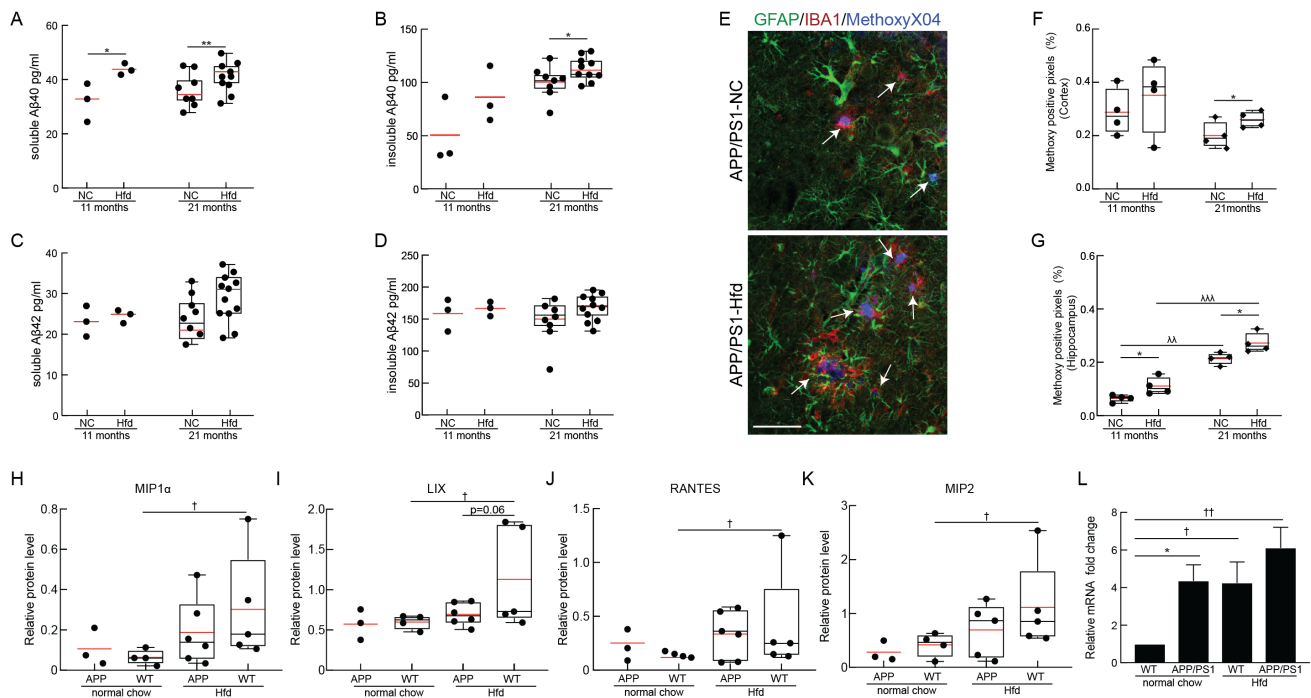 A
soluble Aβ40 pg/ml
60
40
20
0
*
**
NC Hfd NC Hfd
11 months 21 months
B
insoluble Aβ40 pg/ml
150
100
50
0
*
NC Hfd NC Hfd
11 months 21 months
C
soluble Aβ42 pg/ml
40
30
20
10
0
NC Hfd NC Hfd
11 months 21 months
D
insoluble Aβ42 pg/ml
250
200
150
100
50
0
NC Hfd NC Hfd
11 months 21 months
E
GFAP/IBA1/MethoxyX04
APP/PS1-NC
APP/PS1-Hfd
F
Methoxy positive pixels (%)
(Cortex)
0.6
0.4
0.2
0.0
*
NC Hfd NC Hfd
11 months 21months
G
Methoxy positive pixels (%)
(Hippocampus)
0.6
0.4
0.2
0.0
λλλ
*
λλ
*
NC Hfd NC Hfd
11 months 21 months
H
MIP1α
Relative protein level
0.8
0.6
0.4
0.2
0.0
†
APP WT APP WT
normal chow Hfd
I
LIX
Relative protein level
2.0
1.5
1.0
0.5
0.0
†
p=0.06
APP WT APP WT
normal chow Hfd
J
RANTES
Relative protein level
1.5
1.0
0.5
0.0
†
APP WT APP WT
normal chow Hfd
K
MIP2
Relative protein level
3
2
1
0
†
APP WT APP WT
normal chow Hfd
L
Relative mRNA fold change
8
6
4
2
0
††
†
*
WT APP/PS1 WT APP/PS1
normal chow Hfd